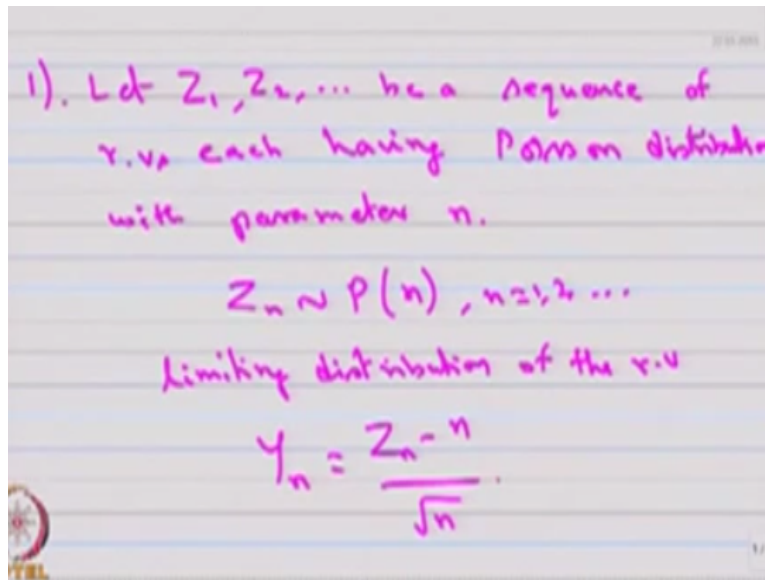 1). Let Z₁, Z₂, ... be a sequence of
r.v.s each having Poisson distribution
with parameter n.
Zₙ ~ P(n), n=1,2, ...
Limiting distribution of the r.v
Yₙ = (Zₙ - n) / √n.